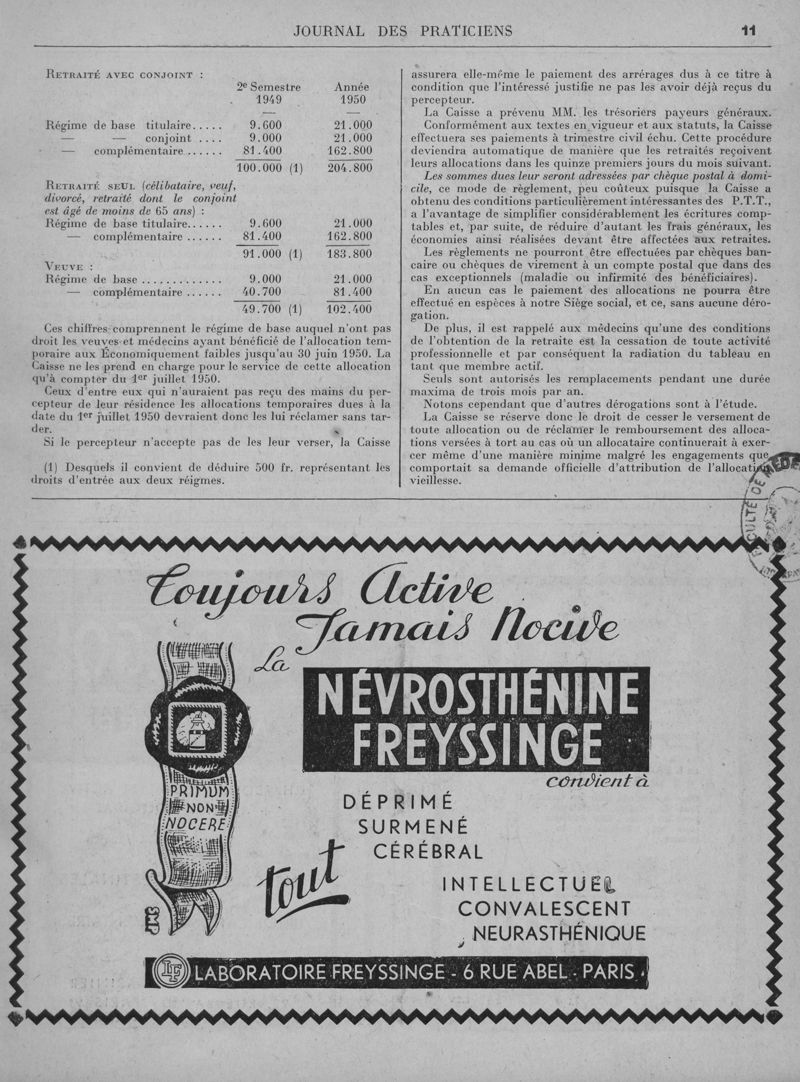 JOURNAL DES PRATICIENS 11
RETRAITÉ AVEC CONJOINT :
2e Semestre Année
1949 1950
— —
Régime de base titulaire..... 9.600 21.000
— — conjoint .... 9.000 21.000
— complémentaire ...... 81.400 162.800
100.000 (1) 204.800
RETRAITÉ SEUL (célibataire, veuf,
divorcé, retraité dont le conjoint
est âgé de moins de 65 ans) :
Régime de base titulaire...... 9.600 21.000
— complémentaire ...... 81.400 162.800
91.000 (1) 183.800
VEUVE :
Régime de base ............. 9.000 21.000
— complémentaire ...... 40.700 81.400
49.700 (1) 102.400
Ces chiffres comprennent le régime de base auquel n'ont pas
droit les veuves et médecins ayant bénéficié de l'allocation tem-
poraire aux Économiquement faibles jusqu'au 30 juin 1950. La
Caisse ne les prend en charge pour le service de cette allocation
qu'à compter du 1er juillet 1950.
Ceux d'entre eux qui n'auraient pas reçu des mains du per-
cepteur de leur résidence les allocations temporaires dues à la
date du 1er juillet 1950 devraient donc les lui réclamer sans tar-
der.
Si le percepteur n'accepte pas de les leur verser, la Caisse
(1) Desquels il convient de déduire 500 fr. représentant les
droits d'entrée aux deux réigmes.
assurera elle-même le paiement des arrérages dus à ce titre à
condition que l'intéressé justifie ne pas les avoir déjà reçus du
percepteur.
La Caisse a prévenu MM. les trésoriers payeurs généraux.
Conformément aux textes en vigueur et aux statuts, la Caisse
effectuera ses paiements à trimestre civil échu. Cette procédure
deviendra automatique de manière que les retraités reçoivent
leurs allocations dans les quinze premiers jours du mois suivant.
Les sommes dues leur seront adressées par chèque postal à domi-
cile, ce mode de règlement, peu coûteux puisque la Caisse a
obtenu des conditions particulièrement intéressantes des P.T.T.,
a l'avantage de simplifier considérablement les écritures comp-
tables et, par suite, de réduire d'autant les frais généraux, les
économies ainsi réalisées devant être affectées aux retraites.
Les règlements ne pourront être effectuées par chèques ban-
caire ou chèques de virement à un compte postal que dans des
cas exceptionnels (maladie ou infirmité des bénéficiaires).
En aucun cas le paiement des allocations ne pourra être
effectué en espèces à notre Siège social, et ce, sans aucune déro-
gation.
De plus, il est rappelé aux médecins qu'une des conditions
de l'obtention de la retraite est la cessation de toute activité
professionnelle et par conséquent la radiation du tableau en
tant que membre actif.
Seuls sont autorisés les remplacements pendant une durée
maxima de trois mois par an.
Notons cependant que d'autres dérogations sont à l'étude.
La Caisse se réserve donc le droit de cesser le versement de
toute allocation ou de réclamer le remboursement des alloca-
tions versées à tort au cas où un allocataire continuerait à exer-
cer même d'une manière minime malgré les engagements que
comportait sa demande officielle d'attribution de l'allocation
vieillesse.
Toujours Active
Jamais Nocive
La
NÉVROSTHÉNINE
FREYSSINGE
convient à
PRIMUM
NON
NOCERE
tout
DÉPRIMÉ
SURMENÉ
CÉRÉBRAL
INTELLECTUEL
CONVALESCENT
NEURASTHÉNIQUE
LF LABORATOIRE FREYSSINGE - 6 RUE ABEL - PARIS